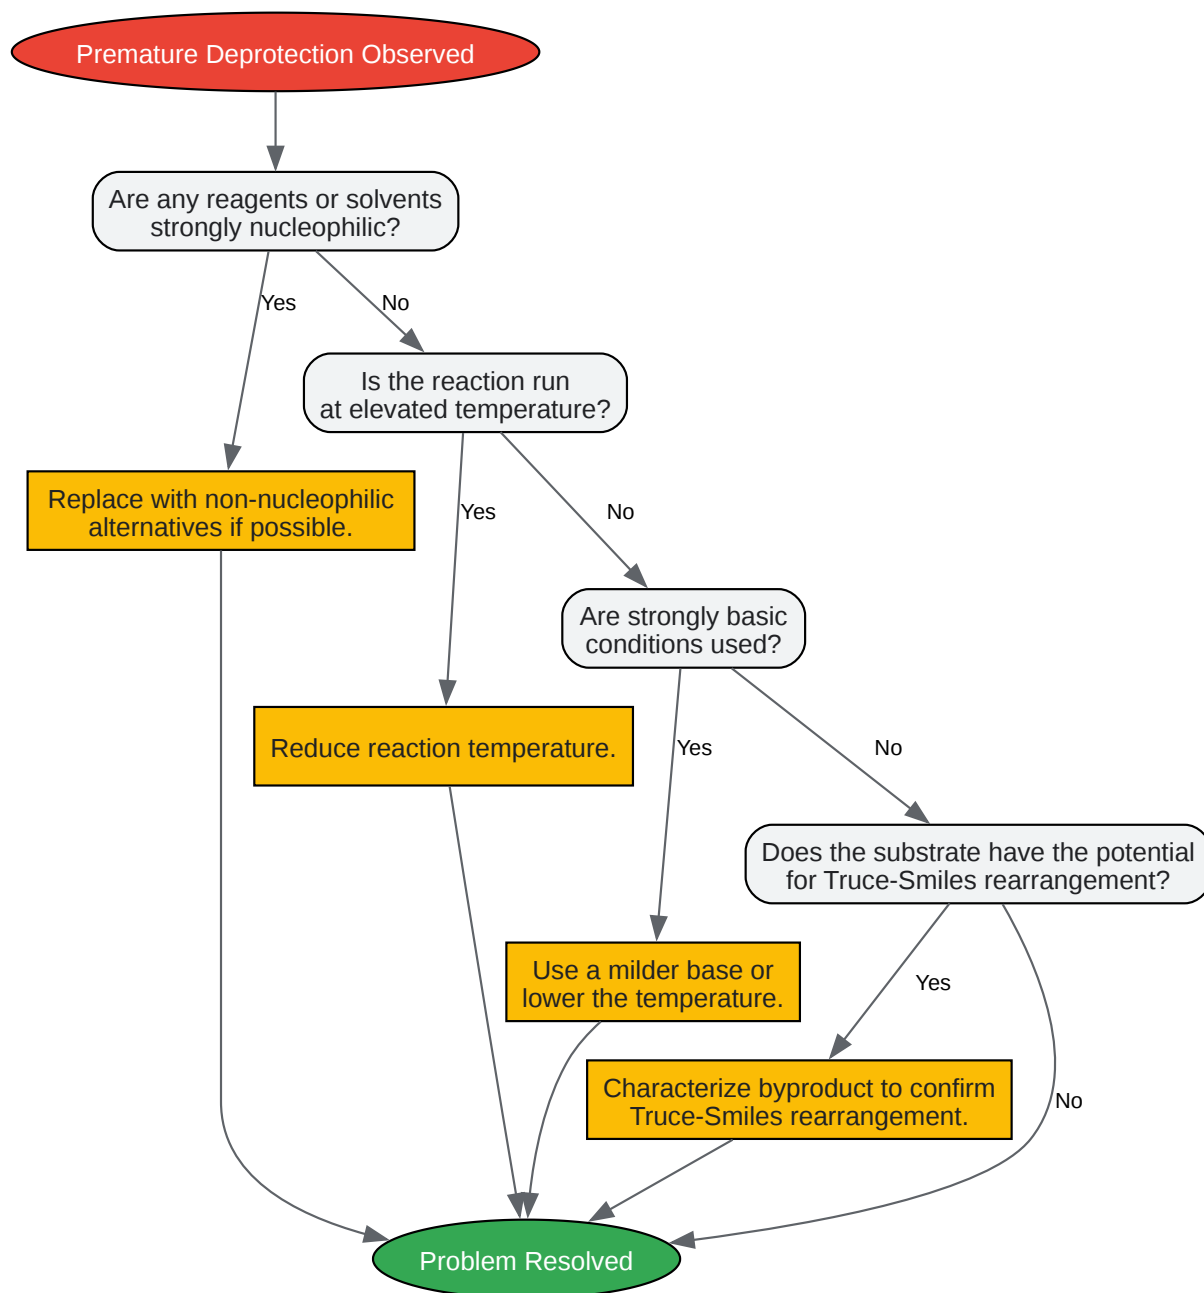 Premature Deprotection Observed
Are any reagents or solvents
strongly nucleophilic?
Yes
No
Is the reaction run
at elevated temperature?
Replace with non-nucleophilic
alternatives if possible.
Yes
No
Are strongly basic
conditions used?
Reduce reaction temperature.
Yes
No
Does the substrate have the potential
for Truce-Smiles rearrangement?
Use a milder base or
lower the temperature.
Yes
Characterize byproduct to confirm
Truce-Smiles rearrangement.
No
Problem Resolved